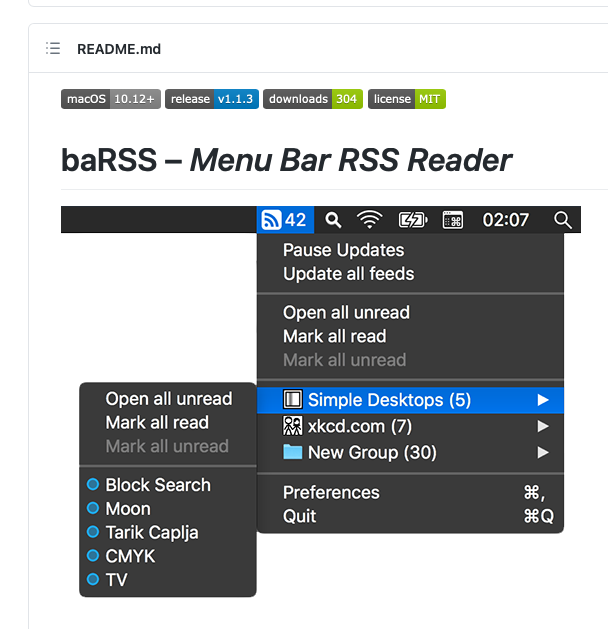 README.md
macOS 10.12+ release v1.1.3 downloads 304 license MIT
baRSS – Menu Bar RSS Reader
42 02:07
Pause Updates
Update all feeds
Open all unread
Mark all read
Mark all unread
Simple Desktops (5)
xkcd.com (7)
New Group (30)
Preferences ⌘,
Quit ⌘Q
Open all unread
Mark all read
Mark all unread
Block Search
Moon
Tarik Caplja
CMYK
TV